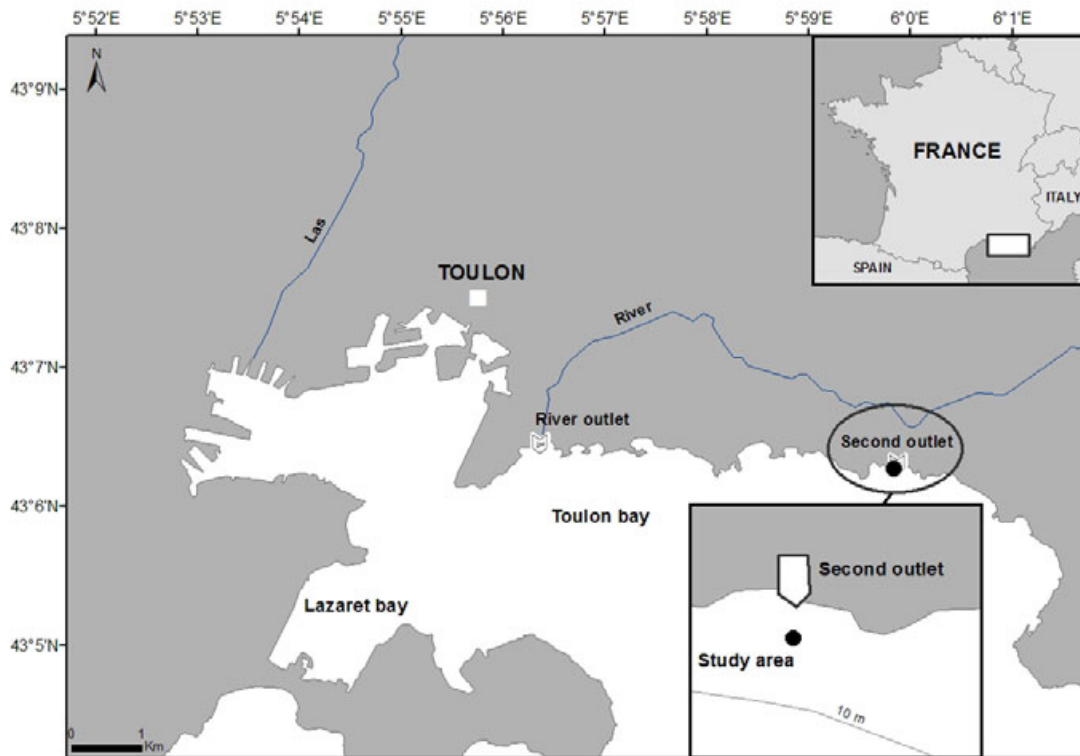 5°52'E 5°53'E 5°54'E 5°55'E 5°56'E 5°57'E 5°58'E 5°59'E 6°0'E 6°1'E
N
43°9'N
43°8'N
43°7'N
43°6'N
43°5'N
FRANCE
ITALY
SPAIN
Las
TOULON
River
River outlet
Second outlet
Toulon bay
Lazaret bay
Second outlet
Study area
10 m
0 1
Km